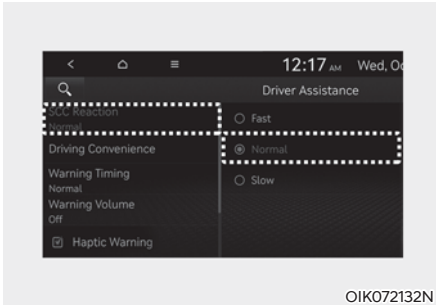 12:17 AM Wed, Oc
Driver Assistance
SCC Reaction
Normal
Driving Convenience
Warning Timing
Normal
Warning Volume
Off
Haptic Warning
Fast
Normal
Slow
OIK072132N